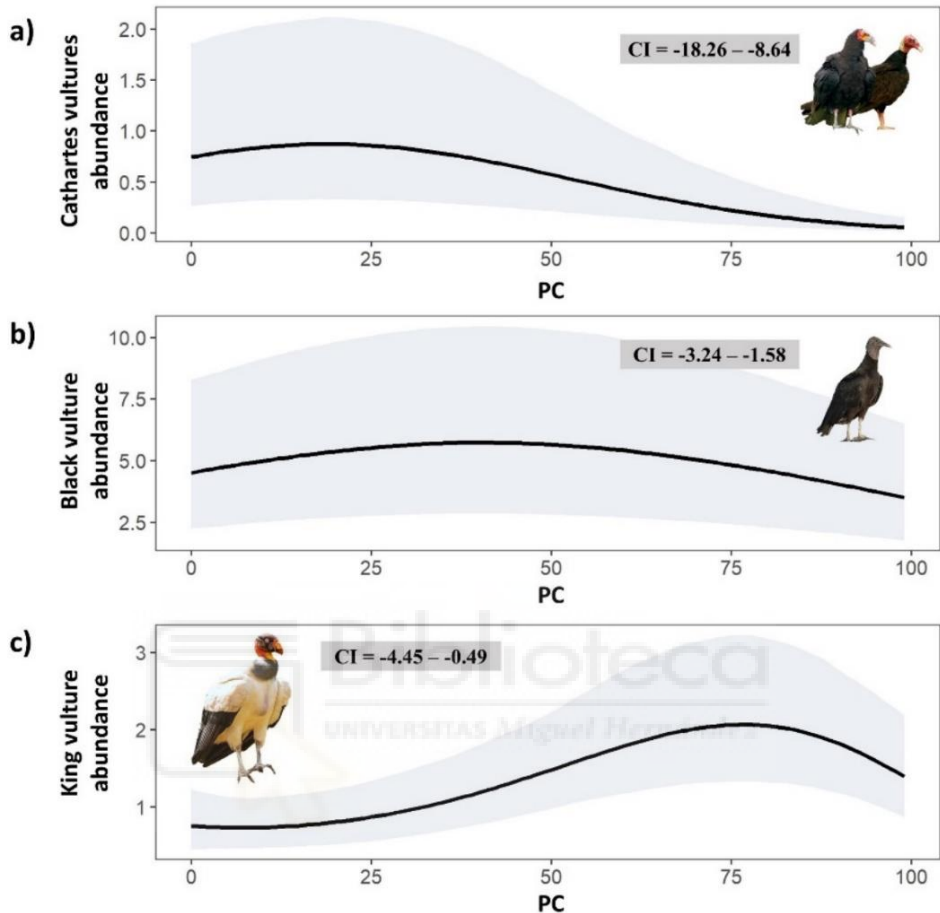 a)
Cathartes vultures
abundance
2.0
1.5
1.0
0.5
0.0
CI = -18.26 – -8.64
0
25
50
75
100
PC
b)
Black vulture
abundance
10.0
7.5
5.0
2.5
CI = -3.24 – -1.58
0
25
50
75
100
PC
c)
King vulture
abundance
3
2
1
CI = -4.45 – -0.49
Biblioteca
UNIVERSITAS Miguel Hernández
0
25
50
75
100
PC